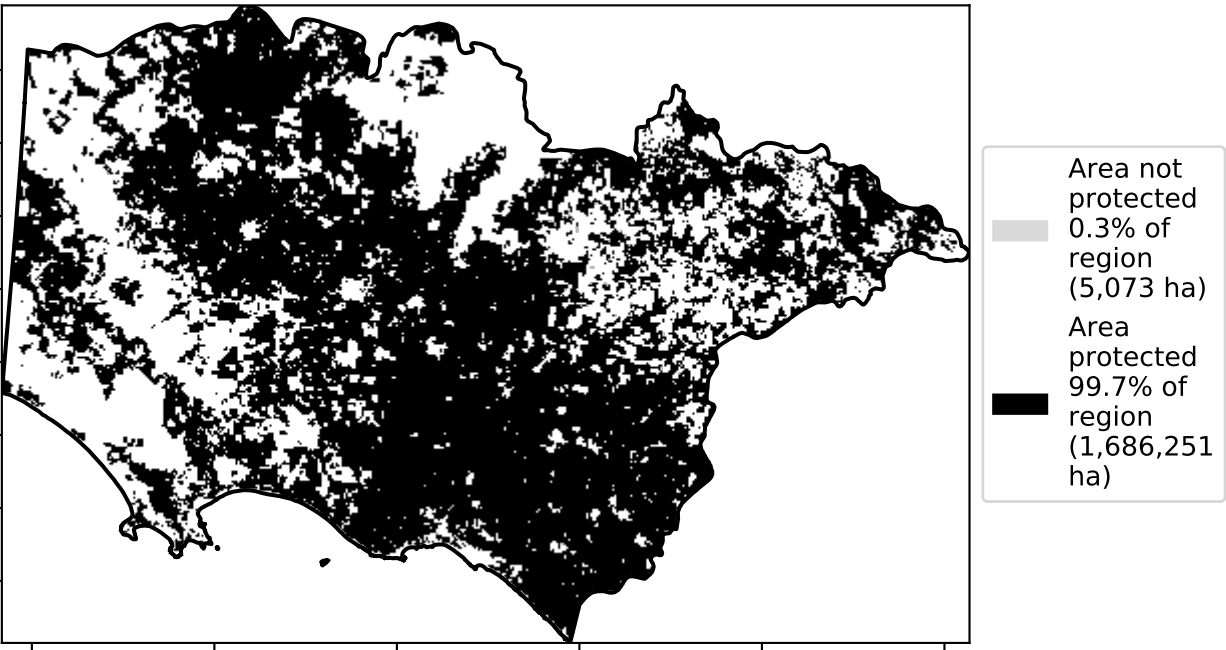 Area not
protected
0.3% of
region
(5,073 ha)
Area
protected
99.7% of
region
(1,686,251
ha)